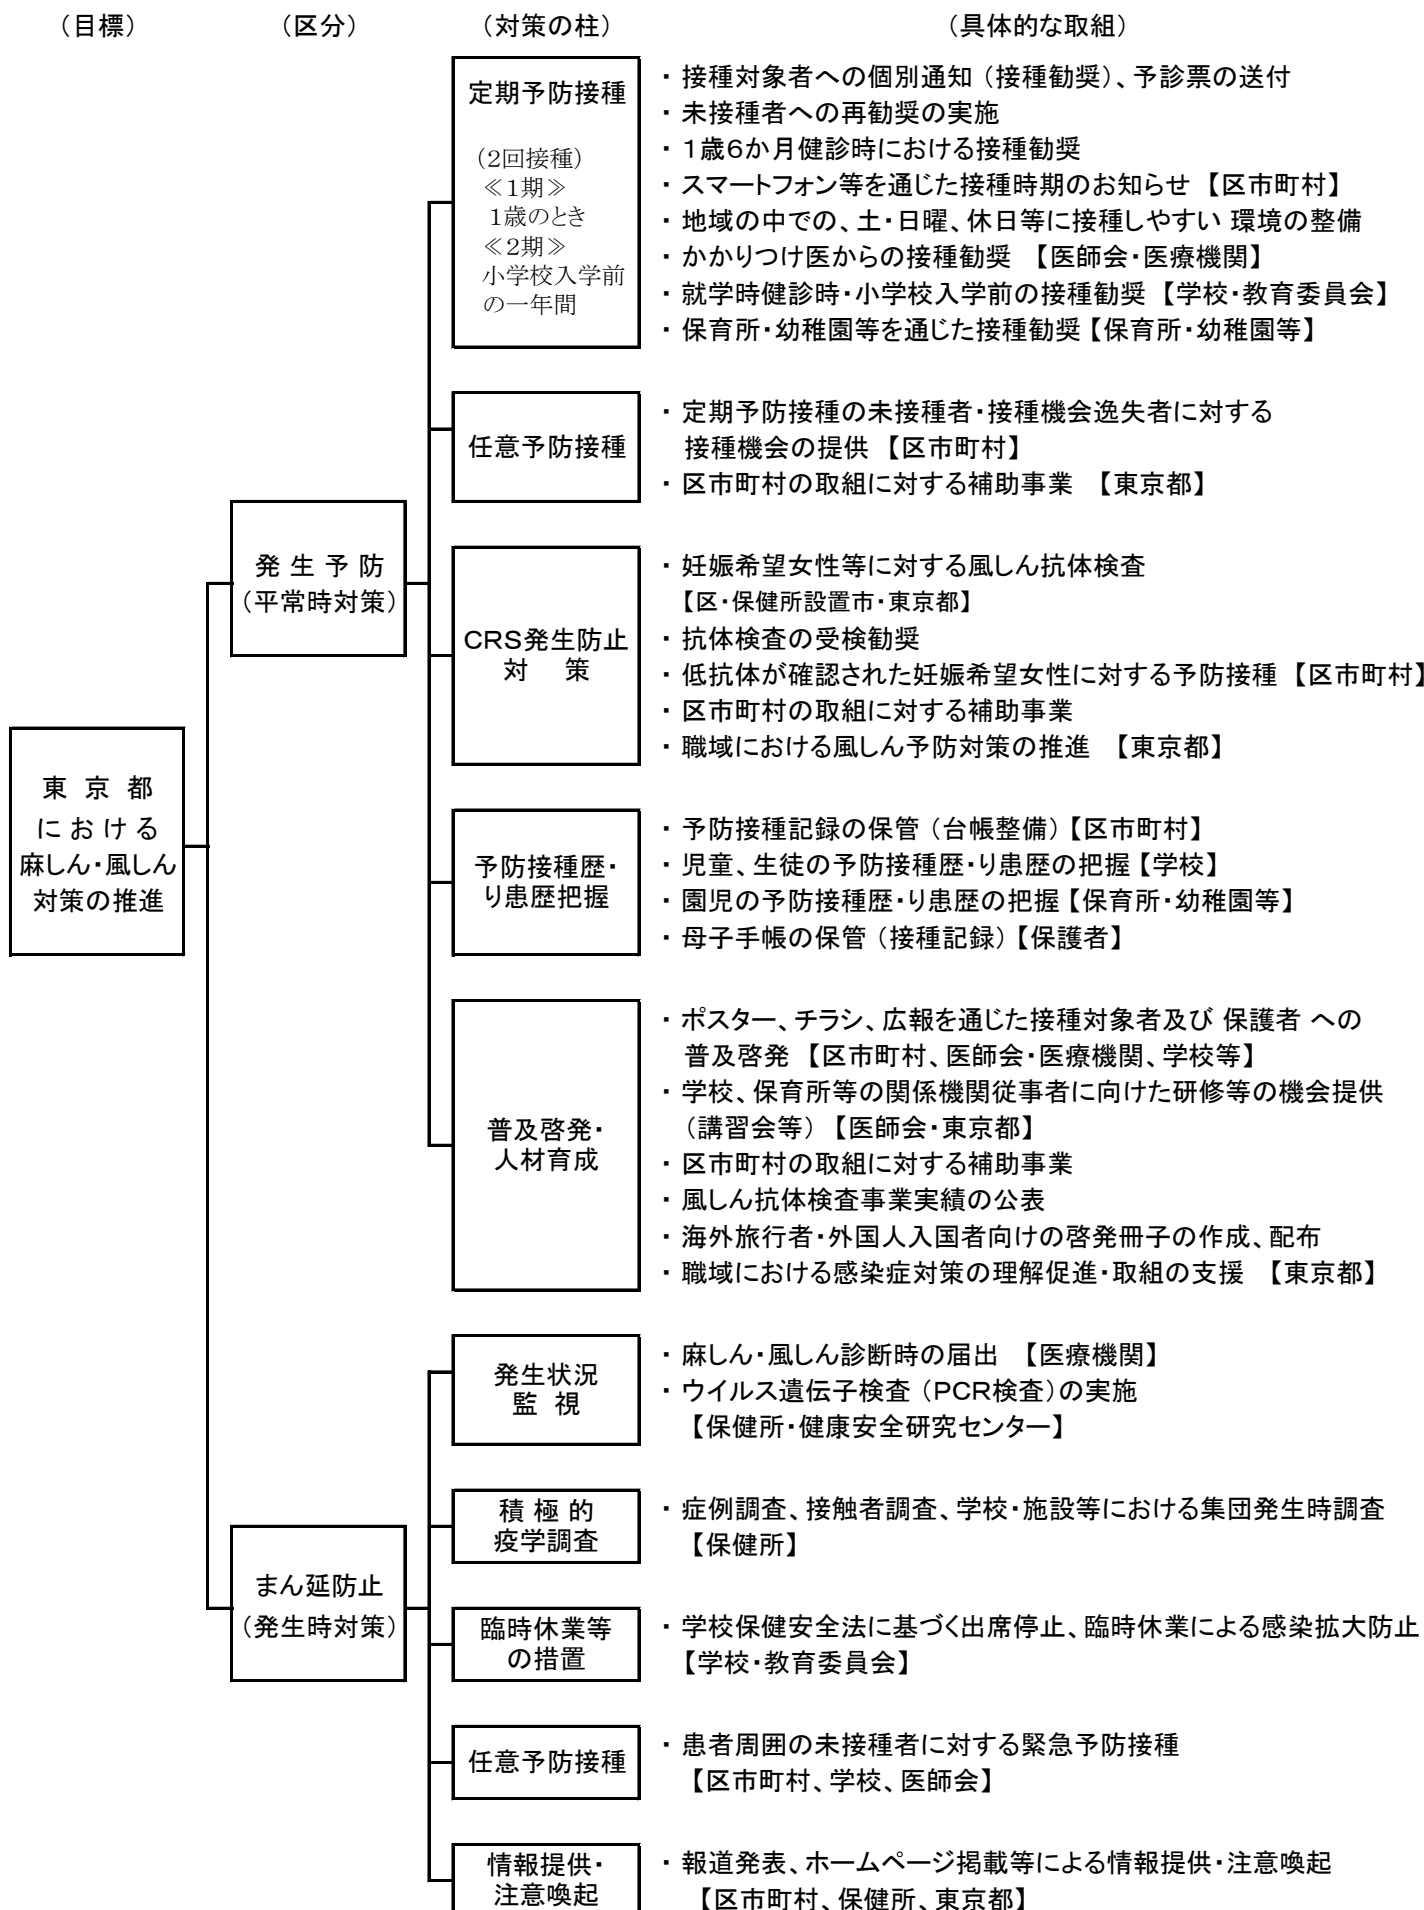 （目標）
（区分）
（対策の柱）
（具体的な取組）
定期予防接種
（2回接種）
≪１期≫
１歳のとき
≪２期≫
小学校入学前
の一年間
・ 接種対象者への個別通知（接種勧奨）、予診票の送付
・ 未接種者への再勧奨の実施
・ １歳６か月健診時における接種勧奨
・ スマートフォン等を通じた接種時期のお知らせ 【区市町村】
・ 地域の中での、土・日曜、休日等に接種しやすい 環境の整備
・ かかりつけ医からの接種勧奨 【医師会・医療機関】
・ 就学時健診時・小学校入学前の接種勧奨 【学校・教育委員会】
・ 保育所・幼稚園等を通じた接種勧奨【保育所・幼稚園等】
任意予防接種
・ 定期予防接種の未接種者・接種機会逸失者に対する
接種機会の提供 【区市町村】
・ 区市町村の取組に対する補助事業 【東京都】
発 生 予 防
（平常時対策）
CRS発生防止
対 策
・ 妊娠希望女性等に対する風しん抗体検査
【区・保健所設置市・東京都】
・ 抗体検査の受検勧奨
・ 低抗体が確認された妊娠希望女性に対する予防接種 【区市町村】
・ 区市町村の取組に対する補助事業
・ 職域における風しん予防対策の推進 【東京都】
東 京 都
に お け る
麻しん・風しん
対策の推進
予防接種歴・
り患歴把握
・ 予防接種記録の保管（台帳整備）【区市町村】
・ 児童、生徒の予防接種歴・り患歴の把握【学校】
・ 園児の予防接種歴・り患歴の把握【保育所・幼稚園等】
・ 母子手帳の保管（接種記録）【保護者】
普及啓発・
人材育成
・ ポスター、チラシ、広報を通じた接種対象者及び 保護者 への
普及啓発 【区市町村、医師会・医療機関、学校等】
・ 学校、保育所等の関係機関従事者に向けた研修等の機会提供
（講習会等） 【医師会・東京都】
・ 区市町村の取組に対する補助事業
・ 風しん抗体検査事業実績の公表
・ 海外旅行者・外国人入国者向けの啓発冊子の作成、配布
・ 職域における感染症対策の理解促進・取組の支援 【東京都】
発生状況
監 視
・ 麻しん・風しん診断時の届出 【医療機関】
・ ウイルス遺伝子検査（PCR検査）の実施
【保健所・健康安全研究センター】
積 極 的
疫学調査
・ 症例調査、接触者調査、学校・施設等における集団発生時調査
【保健所】
まん延防止
（発生時対策）
臨時休業等
の措置
・ 学校保健安全法に基づく出席停止、臨時休業による感染拡大防止
【学校・教育委員会】
任意予防接種
・ 患者周囲の未接種者に対する緊急予防接種
【区市町村、学校、医師会】
情報提供・
注意喚起
・ 報道発表、ホームページ掲載等による情報提供・注意喚起
【区市町村、保健所、東京都】